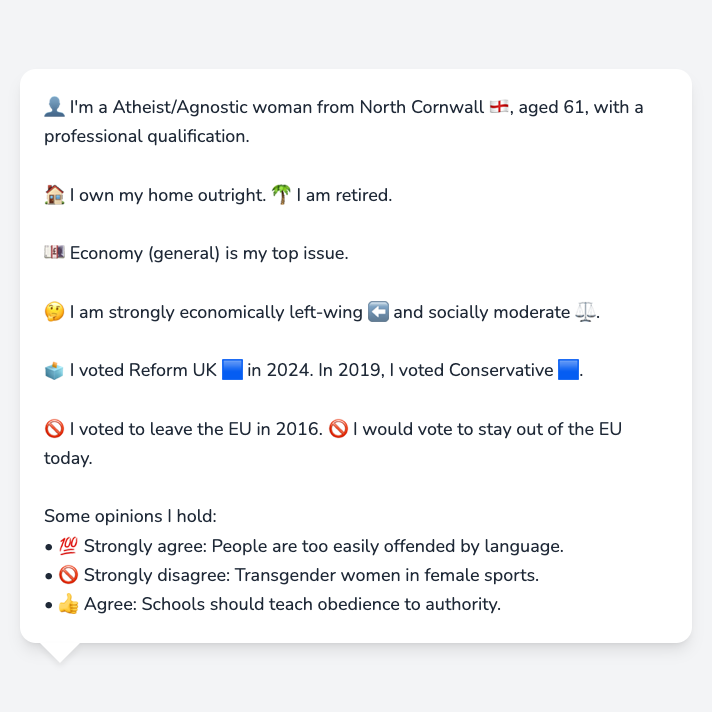 👤 I'm a Atheist/Agnostic woman from North Cornwall 🏴󠁧󠁢󠁥󠁮󠁧󠁿, aged 61, with a
professional qualification.
🏠 I own my home outright. 🌴 I am retired.
💷 Economy (general) is my top issue.
🤔 I am strongly economically left-wing ⬅️ and socially moderate ⚖️.
🗳️ I voted Reform UK 🟦 in 2024. In 2019, I voted Conservative 🟦.
🚫 I voted to leave the EU in 2016. 🚫 I would vote to stay out of the EU
today.
Some opinions I hold:
• 💯 Strongly agree: People are too easily offended by language.
• 🚫 Strongly disagree: Transgender women in female sports.
• 👍 Agree: Schools should teach obedience to authority.